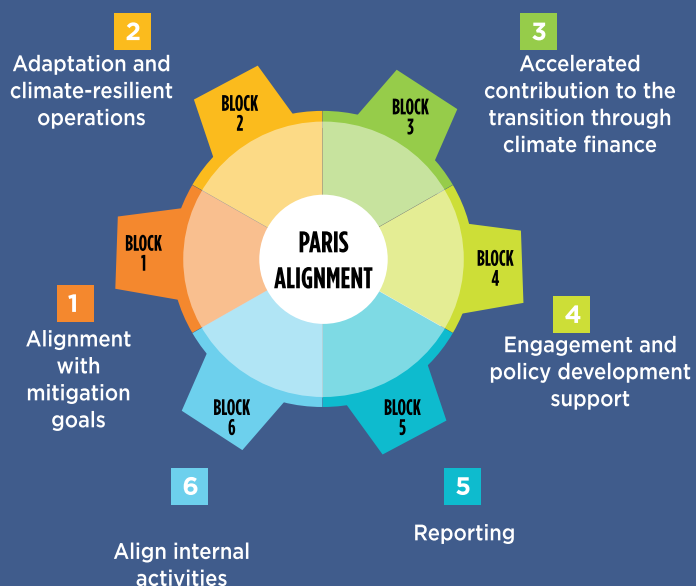 2
Adaptation and
climate-resilient
operations
3
Accelerated
contribution to the
transition through
climate finance
BLOCK
2
BLOCK
3
BLOCK
1
PARIS
ALIGNMENT
BLOCK
4
1
Alignment
with
mitigation
goals
4
Engagement and
policy development
support
BLOCK
6
BLOCK
5
6
Align internal
activities
5
Reporting